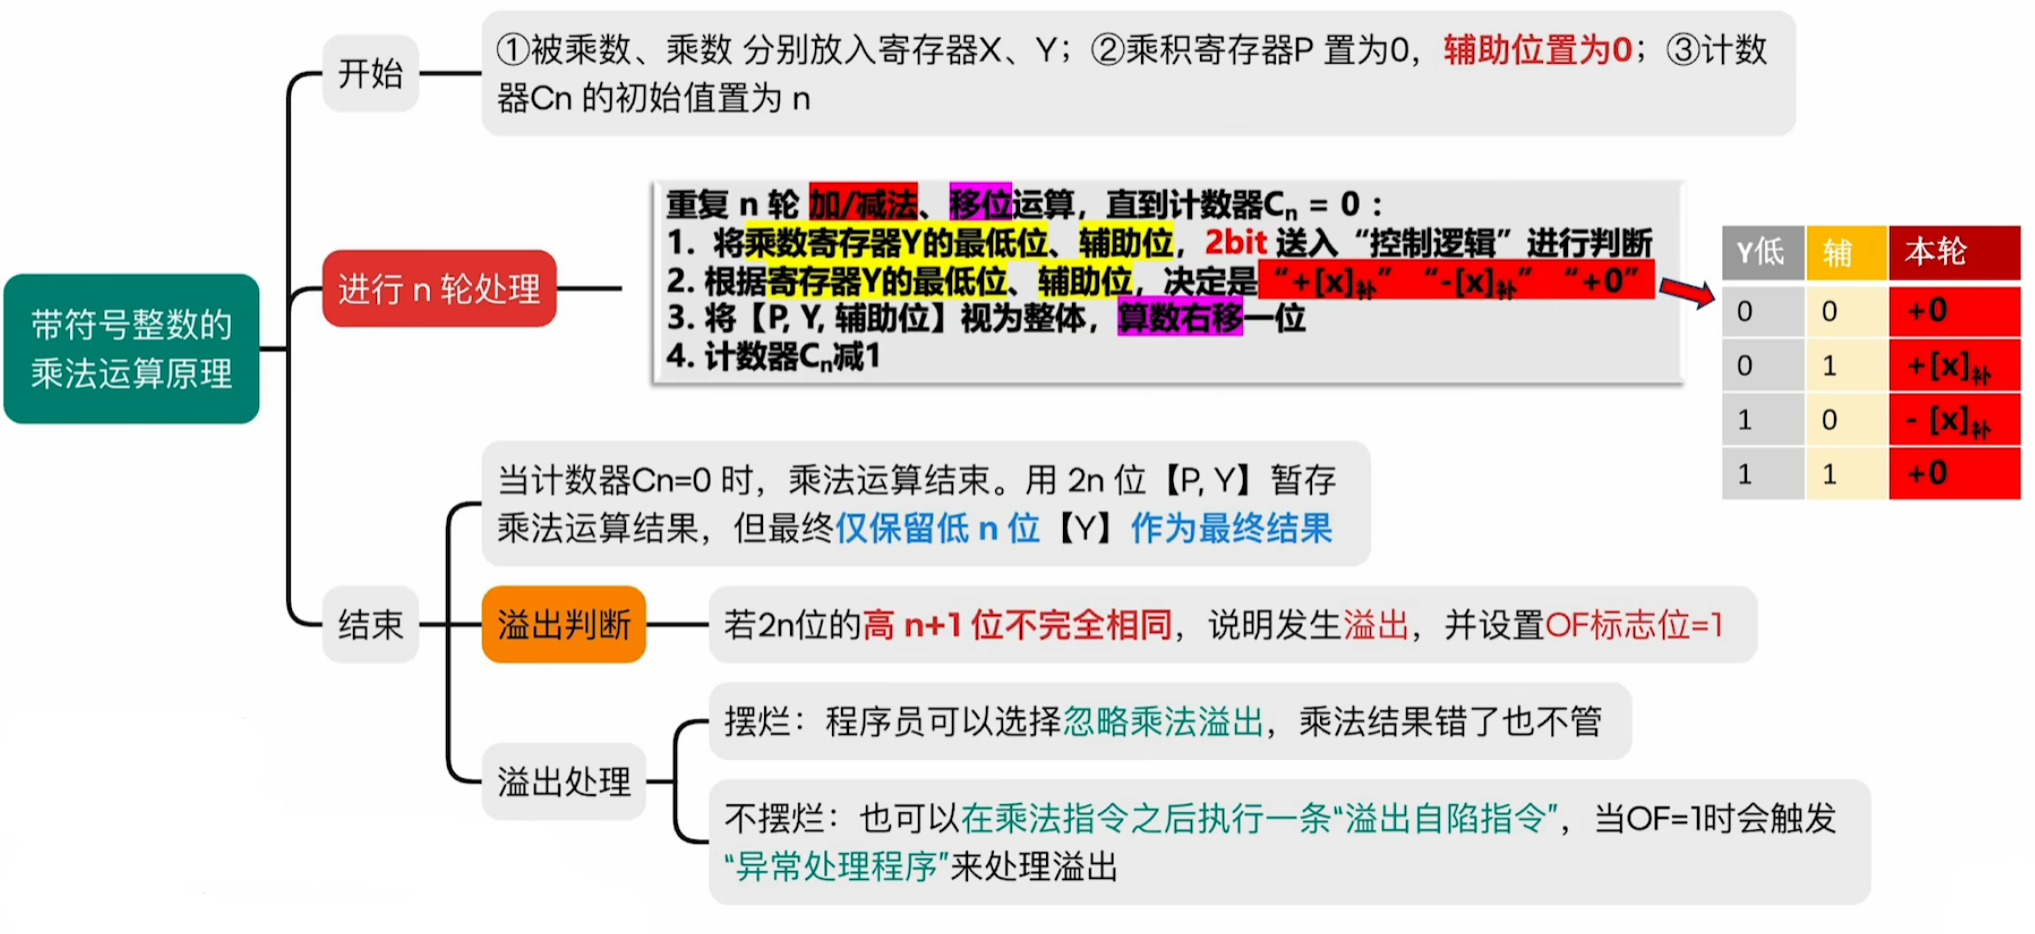 ①被乘数、乘数 分别放入寄存器X、Y；②乘积寄存器P 置为0，辅助位置为0；③计数
器Cn 的初始值置为 n
开始
重复 n 轮 加/减法、移位运算，直到计数器Cn = 0：
1. 将乘数寄存器Y的最低位、辅助位，2bit 送入“控制逻辑”进行判断
2. 根据寄存器Y的最低位、辅助位，决定是“+[x]补” “-[x]补” “+0”
3. 将【P, Y, 辅助位】视为整体，算数右移一位
4. 计数器Cn减1
进行 n 轮处理
Y低 辅 本轮
0 0 +0
0 1 +[x]补
1 0 - [x]补
1 1 +0
带符号整数的
乘法运算原理
当计数器Cn=0 时，乘法运算结束。用 2n 位【P, Y】暂存
乘法运算结果，但最终仅保留低 n 位【Y】作为最终结果
结束
溢出判断
若2n位的高 n+1 位不完全相同，说明发生溢出，并设置OF标志位=1
溢出处理
摆烂：程序员可以选择忽略乘法溢出，乘法结果错了也不管
不摆烂：也可以在乘法指令之后执行一条“溢出自陷指令”，当OF=1时会触发
“异常处理程序”来处理溢出